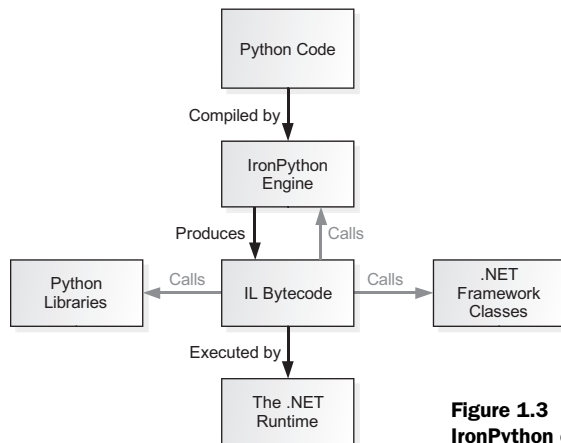 Python Code
Compiled by
IronPython
Engine
Produces
Calls
Python
Libraries
Calls
IL Bytecode
Calls
.NET
Framework
Classes
Executed by
The .NET
Runtime
Figure 1.3
IronPython